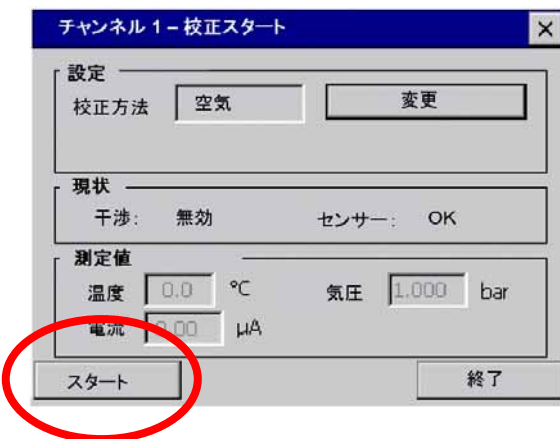 チャンネル 1 – 校正スタート
設定
校正方法 空気 変更
現状
干渉: 無効 センサー: OK
測定値
温度 0.0 °C 気圧 1.000 bar
電流 0.00 µA
スタート 終了